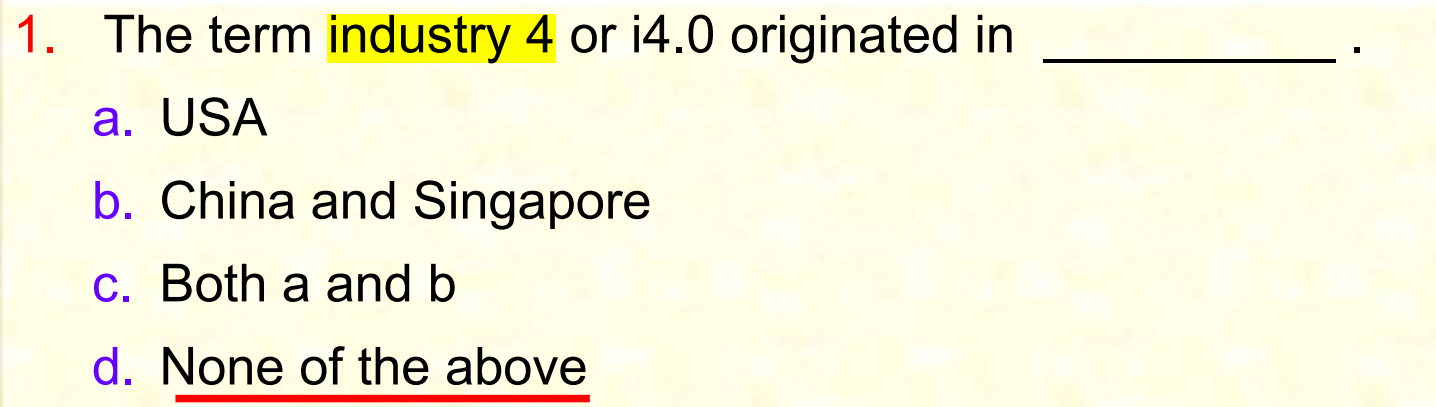 1. The term industry 4 or i4.0 originated in __________ .
a. USA
b. China and Singapore
c. Both a and b
d. None of the above